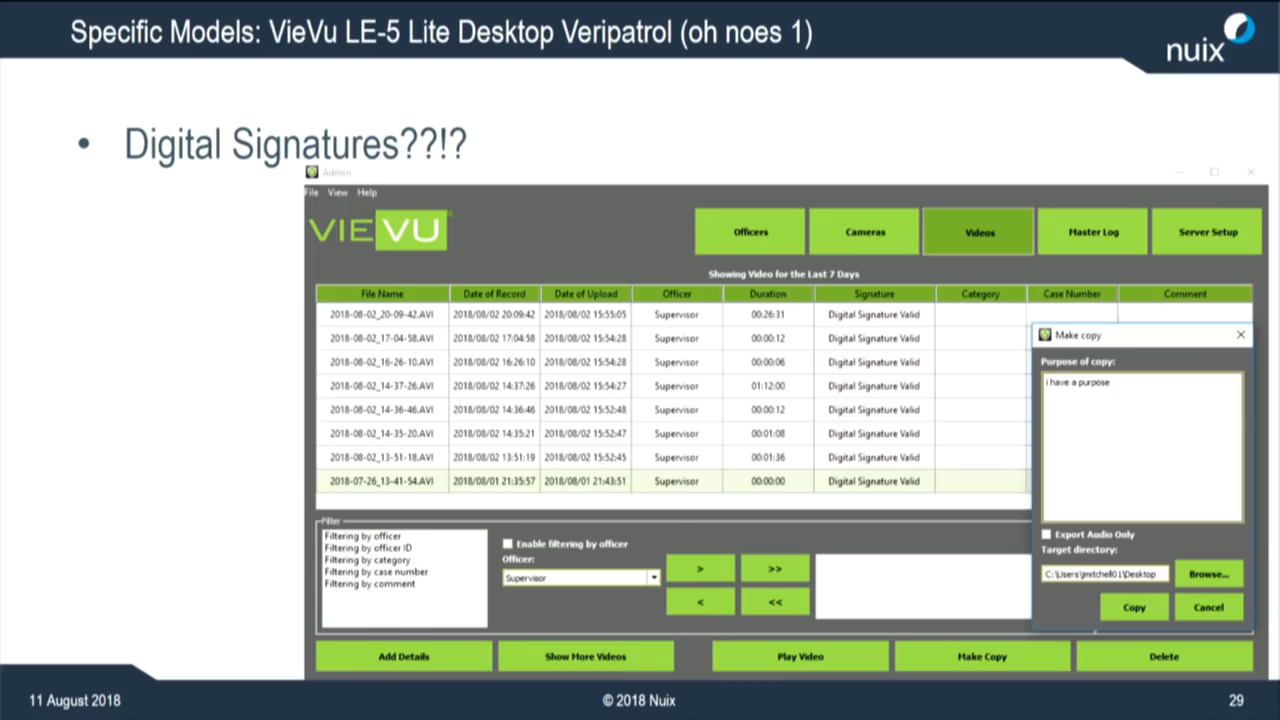 Specific Models: VieVu LE-5 Lite Desktop Veripatrol (oh noes 1)
nuix
• Digital Signatures??!?
Admin
File View Help
VIEVU
Officers Cameras Videos Master Log Server Setup
Showing Video for the Last 7 Days
File Name Date of Record Date of Upload Officer Duration Signature Category Case Number Comment
2018-08-02_20-09-42.AVI 2018/08/02 20:09:42 2018/08/02 15:55:05 Supervisor 00:26:31 Digital Signature Valid
2018-08-02_17-04-58.AVI 2018/08/02 17:04:58 2018/08/02 15:54:28 Supervisor 00:00:12 Digital Signature Valid
2018-08-02_16-26-10.AVI 2018/08/02 16:26:10 2018/08/02 15:54:28 Supervisor 00:00:06 Digital Signature Valid
2018-08-02_14-37-26.AVI 2018/08/02 14:37:26 2018/08/02 15:54:27 Supervisor 01:12:00 Digital Signature Valid
2018-08-02_14-36-46.AVI 2018/08/02 14:36:46 2018/08/02 15:52:48 Supervisor 00:00:12 Digital Signature Valid
2018-08-02_14-35-20.AVI 2018/08/02 14:35:21 2018/08/02 15:52:47 Supervisor 00:01:08 Digital Signature Valid
2018-08-02_13-51-18.AVI 2018/08/02 13:51:19 2018/08/02 15:52:45 Supervisor 00:01:36 Digital Signature Valid
2018-07-26_13-41-54.AVI 2018/08/01 21:35:57 2018/08/01 21:43:51 Supervisor 00:00:00 Digital Signature Valid
Make copy
Purpose of copy:
i have a purpose
Export Audio Only
Target directory:
C:\Users\jmitchell01\Desktop Browse...
Copy Cancel
Filter
Filtering by officer
Filtering by officer ID
Filtering by category
Filtering by case number
Filtering by comment
Enable filtering by officer
Officer:
Supervisor
> >>
< <<
Add Details Show More Videos Play Video Make Copy Delete
11 August 2018 © 2018 Nuix 29